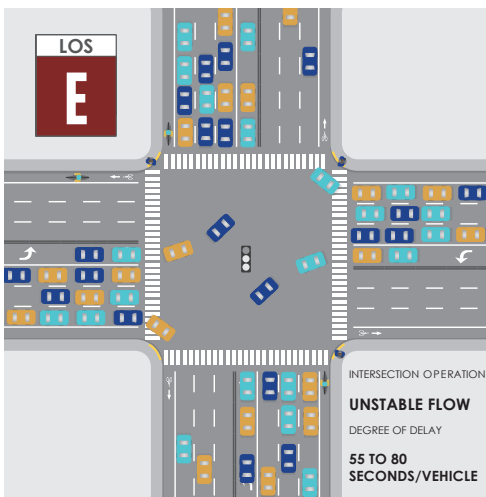 LOS
E
INTERSECTION OPERATION
UNSTABLE FLOW
DEGREE OF DELAY
55 TO 80
SECONDS/VEHICLE